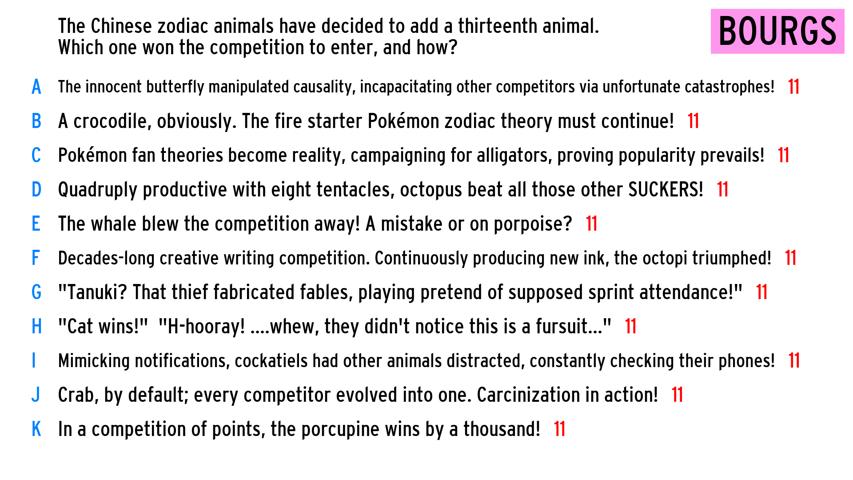 The Chinese zodiac animals have decided to add a thirteenth animal.
Which one won the competition to enter, and how?
BOURGS
A The innocent butterfly manipulated causality, incapacitating other competitors via unfortunate catastrophes! 11
B A crocodile, obviously. The fire starter Pokémon zodiac theory must continue! 11
C Pokémon fan theories become reality, campaigning for alligators, proving popularity prevails! 11
D Quadruply productive with eight tentacles, octopus beat all those other SUCKERS! 11
E The whale blew the competition away! A mistake or on porpoise? 11
F Decades-long creative writing competition. Continuously producing new ink, the octopi triumphed! 11
G "Tanuki? That thief fabricated fables, playing pretend of supposed sprint attendance!" 11
H "Cat wins!" "H-hooray! ....whew, they didn't notice this is a fursuit..." 11
I Mimicking notifications, cockatiels had other animals distracted, constantly checking their phones! 11
J Crab, by default; every competitor evolved into one. Carcinization in action! 11
K In a competition of points, the porcupine wins by a thousand! 11